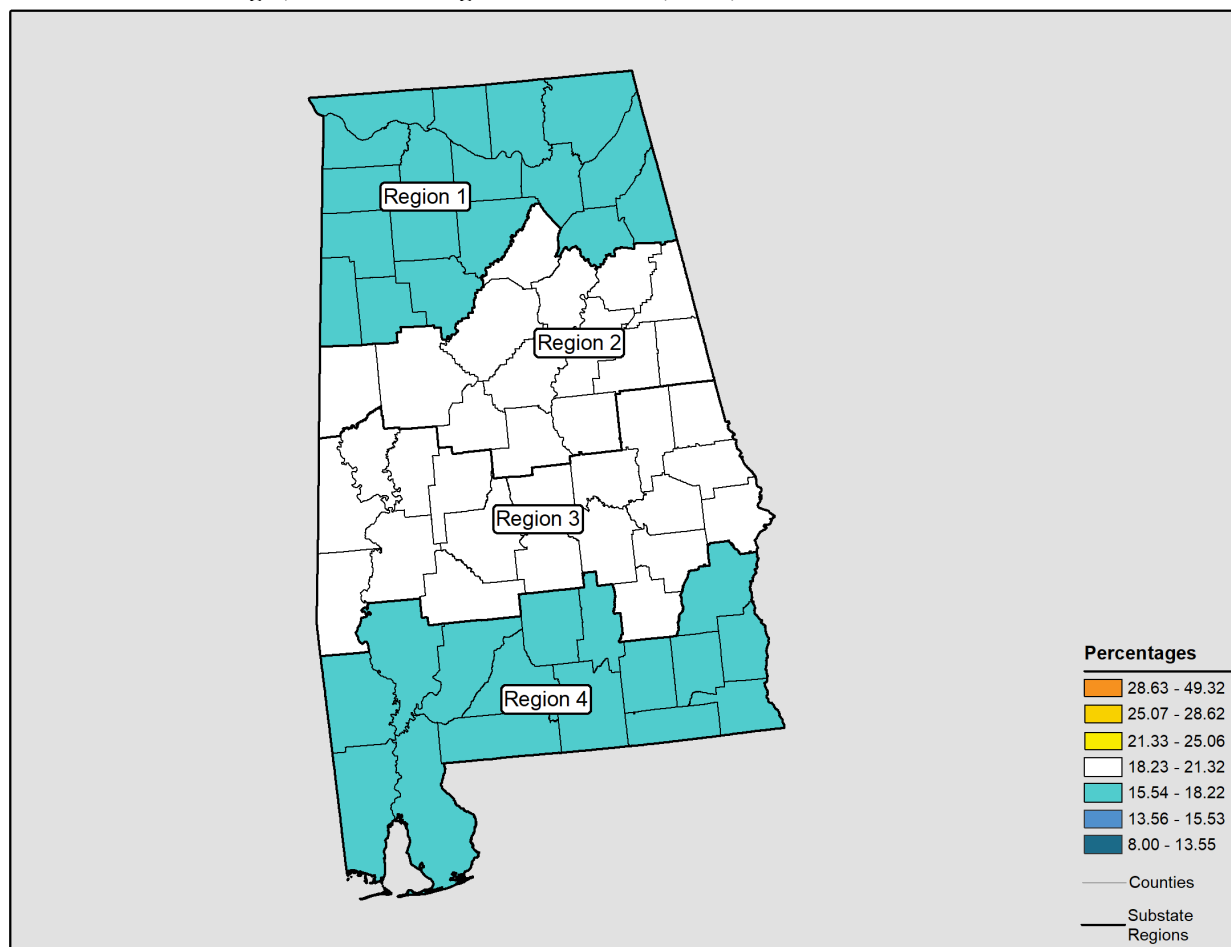 Region 1
Region 2
Region 3
Region 4
Percentages
28.63 - 49.32
25.07 - 28.62
21.33 - 25.06
18.23 - 21.32
15.54 - 18.22
13.56 - 15.53
8.00 - 13.55
Counties
Substate
Regions